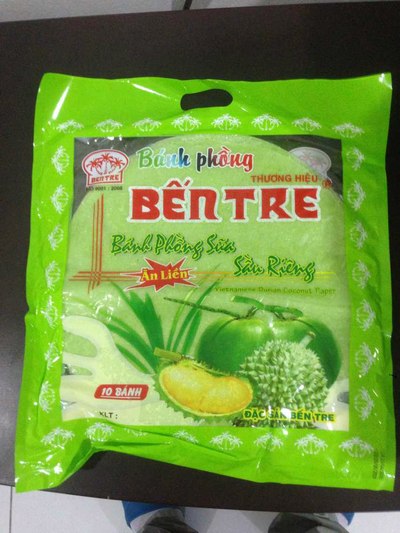 Bánh phồng
THƯƠNG HIỆU
BẾN TRE
BẾN TRE
ISO 9001 : 2008
Bánh Phồng Sữa
Ăn Liền
Sầu Riêng
Vietnamese Durian Coconut Paper
10 BÁNH
KLT :
ĐẶC SẢN BẾN TRE